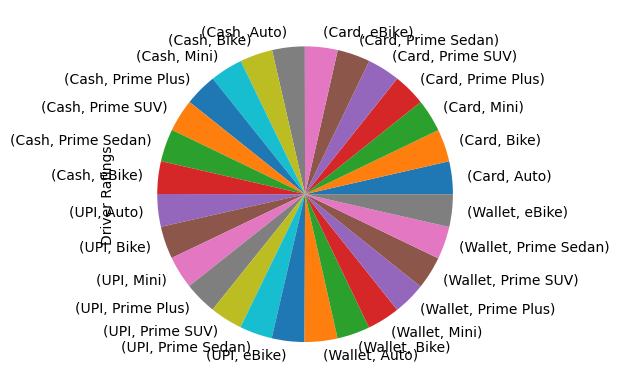 (Cash, Auto)
(Card, eBike)
(Cash, Bike)
(Card, Prime Sedan)
(Cash, Mini)
(Card, Prime SUV)
(Cash, Prime Plus)
(Card, Prime Plus)
(Cash, Prime SUV)
(Card, Mini)
(Cash, Prime Sedan)
(Card, Bike)
(Cash, eBike)
(Card, Auto)
Driver Ratings
(UPI, Auto)
(Wallet, eBike)
(UPI, Bike)
(Wallet, Prime Sedan)
(UPI, Mini)
(Wallet, Prime SUV)
(UPI, Prime Plus)
(Wallet, Prime Plus)
(UPI, Prime SUV)
(Wallet, Mini)
(UPI, Prime Sedan)
(Wallet, Bike)
(UPI, eBike)
(Wallet, Auto)